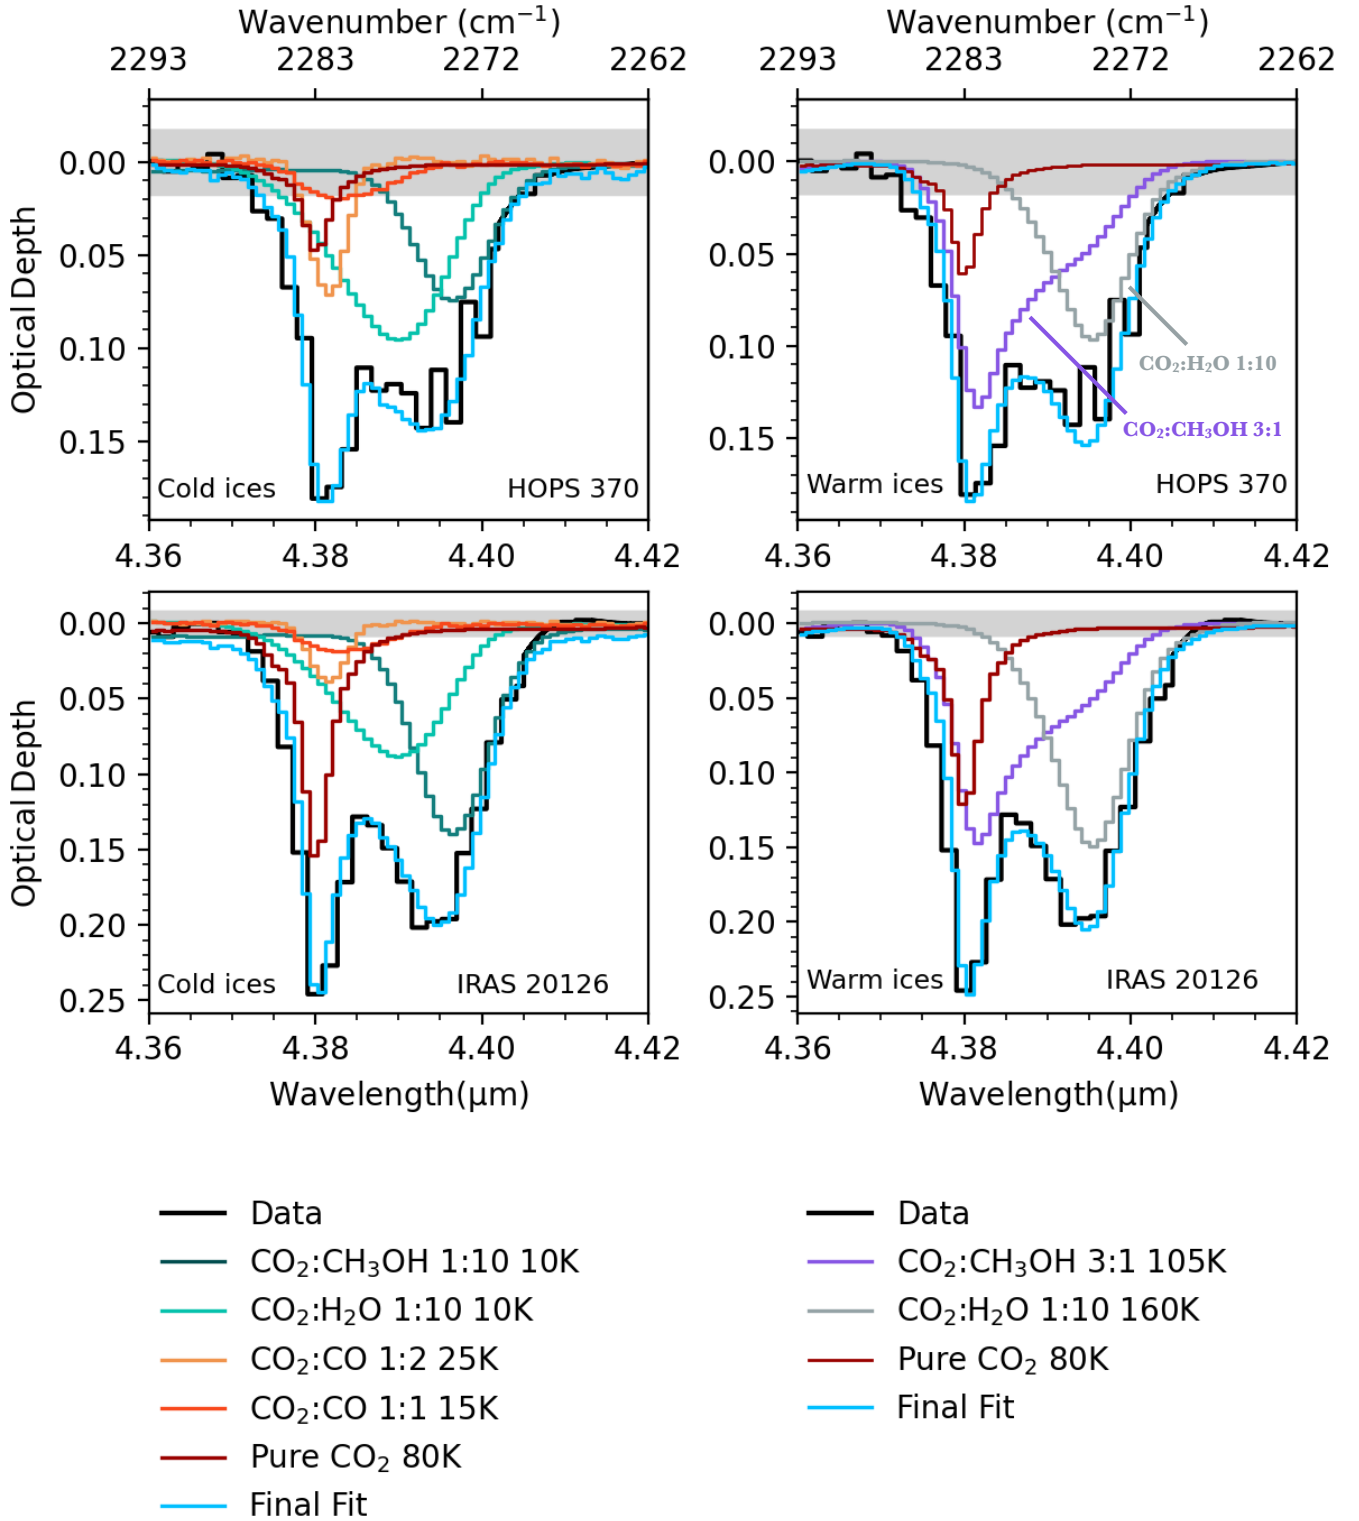 Wavenumber (cm⁻¹) Wavenumber (cm⁻¹)
2293 2283 2272 2262 2293 2283 2272 2262
0.00 0.00
0.05 0.05
0.10 0.10
0.15 0.15
Optical Depth
CO₂:H₂O 1:10
CO₂:CH₃OH 3:1
Cold ices HOPS 370 Warm ices HOPS 370
4.36 4.38 4.40 4.42 4.36 4.38 4.40 4.42
0.00 0.00
0.05 0.05
0.10 0.10
0.15 0.15
0.20 0.20
0.25 0.25
Optical Depth
Cold ices IRAS 20126 Warm ices IRAS 20126
4.36 4.38 4.40 4.42 4.36 4.38 4.40 4.42
Wavelength(μm) Wavelength(μm)
Data
CO₂:CH₃OH 1:10 10K
CO₂:H₂O 1:10 10K
CO₂:CO 1:2 25K
CO₂:CO 1:1 15K
Pure CO₂ 80K
Final Fit
Data
CO₂:CH₃OH 3:1 105K
CO₂:H₂O 1:10 160K
Pure CO₂ 80K
Final Fit